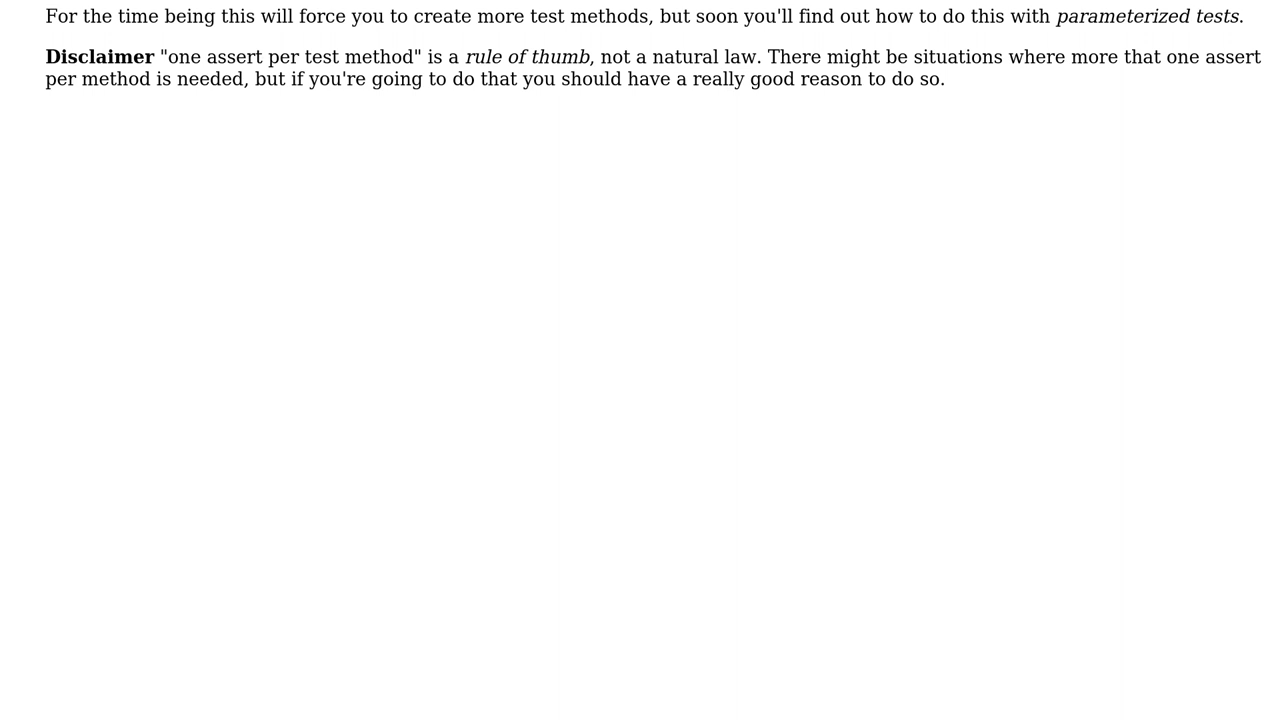 For the time being this will force you to create more test methods, but soon you'll find out how to do this with parameterized tests.
Disclaimer "one assert per test method" is a rule of thumb, not a natural law. There might be situations where more that one assert
per method is needed, but if you're going to do that you should have a really good reason to do so.